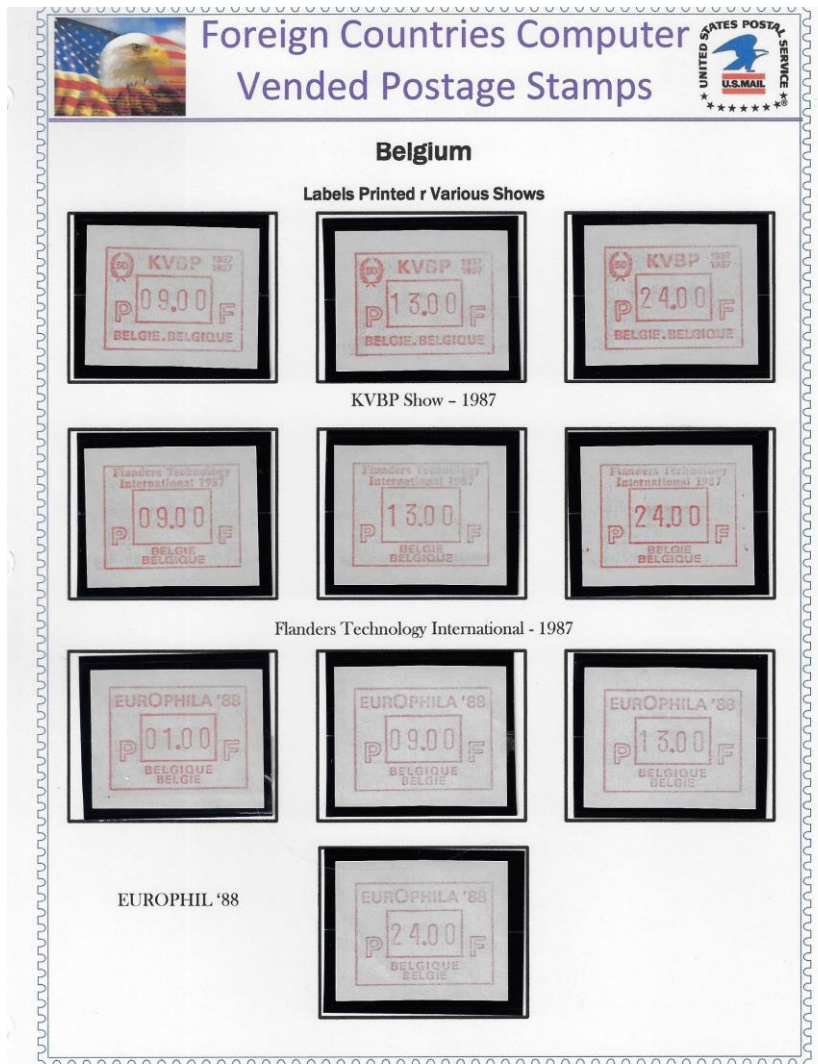 Foreign Countries Computer
Vended Postage Stamps
UNITED STATES POSTAL SERVICE
U.S.MAIL
®
Belgium
Labels Printed r Various Shows
50 KVBP 1937 1987
P 09.00 F
BELGIE.BELGIQUE
50 KVBP
P 13.00 F
BELGIE.BELGIQUE
50 KVBP
P 24.00 F
BELGIE.BELGIQUE
KVBP Show – 1987
Flanders Technology
International 1987
P 09.00 F
BELGIE
BELGIQUE
Flanders Technology
International 1987
P 13.00 F
BELGIE
BELGIQUE
Flanders Technology
International 1987
P 24.00 F
BELGIE
BELGIQUE
Flanders Technology International - 1987
EUROPHILA '88
P 01.00 F
BELGIQUE
BELGIE
EUROPHILA '88
P 09.00 F
BELGIQUE
BELGIE
EUROPHILA '88
P 13.00 F
BELGIQUE
BELGIE
EUROPHIL ‘88
EUROPHILA '88
P 24.00 F
BELGIQUE
BELGIE